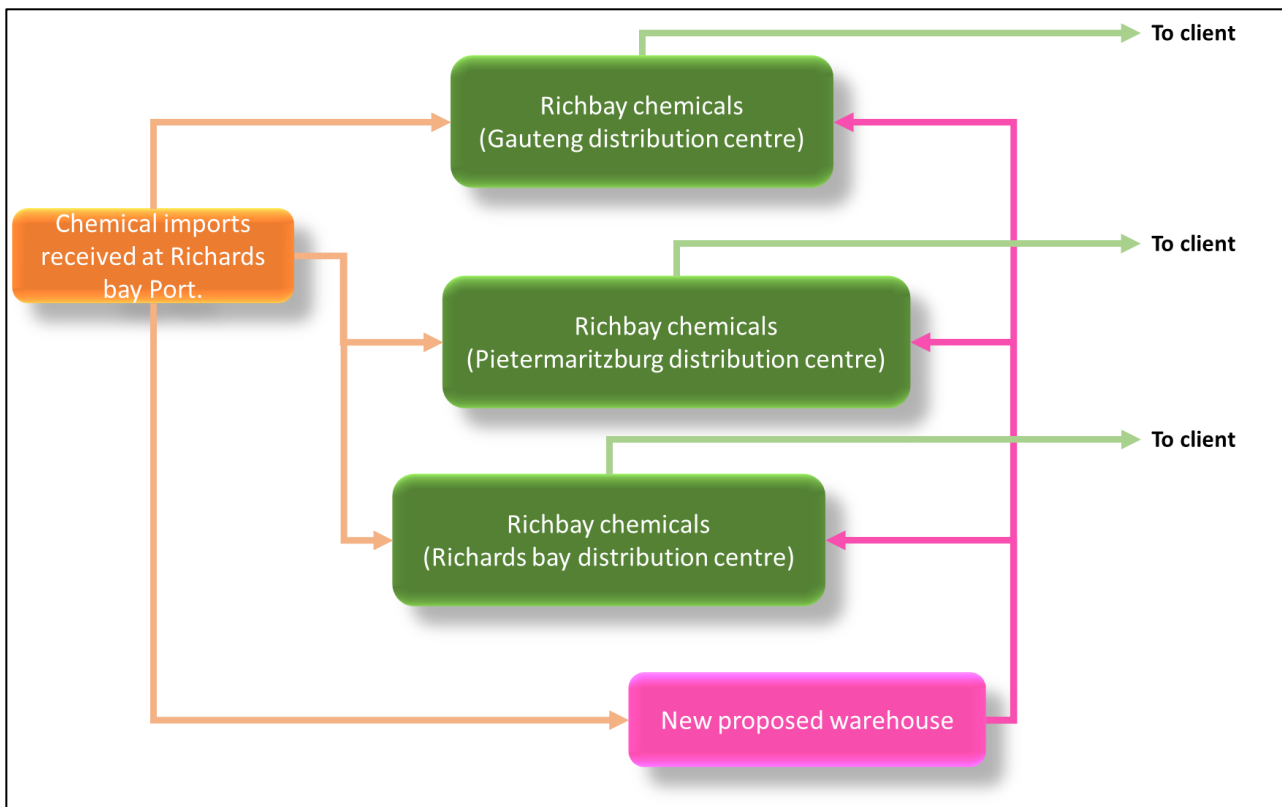 To client
Richbay chemicals
(Gauteng distribution centre)
Chemical imports
received at Richards
bay Port.
To client
Richbay chemicals
(Pietermaritzburg distribution centre)
To client
Richbay chemicals
(Richards bay distribution centre)
New proposed warehouse